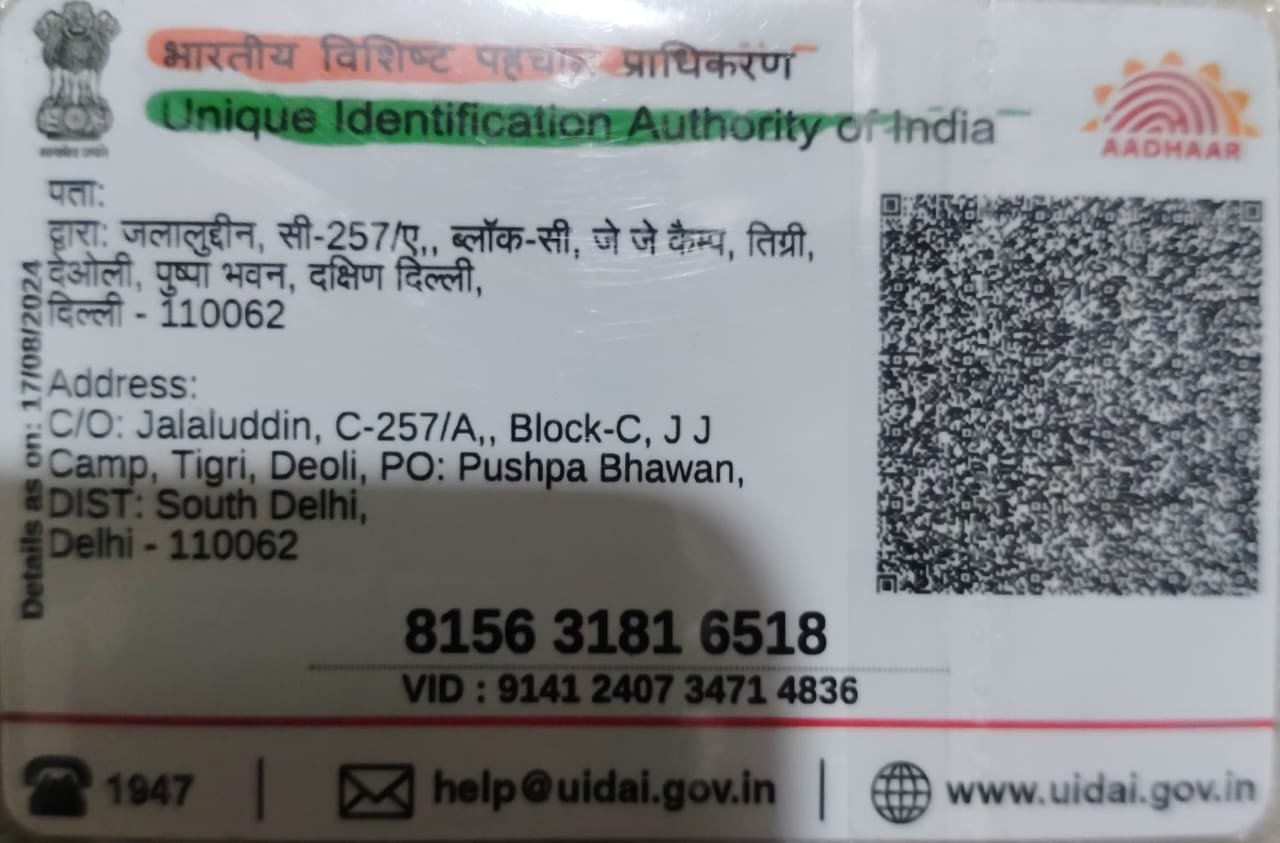 भारतीय विशिष्ट पहचान प्राधिकरण
Unique Identification Authority of India
AADHAAR
पता:
द्वारा: जलालुद्दीन, सी-257/ए,, ब्लॉक-सी, जे जे कैम्प, तिग्री,
देओली, पुष्पा भवन, दक्षिण दिल्ली,
दिल्ली - 110062
Address:
C/O: Jalaluddin, C-257/A,, Block-C, J J
Camp, Tigri, Deoli, PO: Pushpa Bhawan,
DIST: South Delhi,
Delhi - 110062
Details as on: 17/08/2024
8156 3181 6518
VID : 9141 2407 3471 4836
1947 | help@uidai.gov.in | www.uidai.gov.in